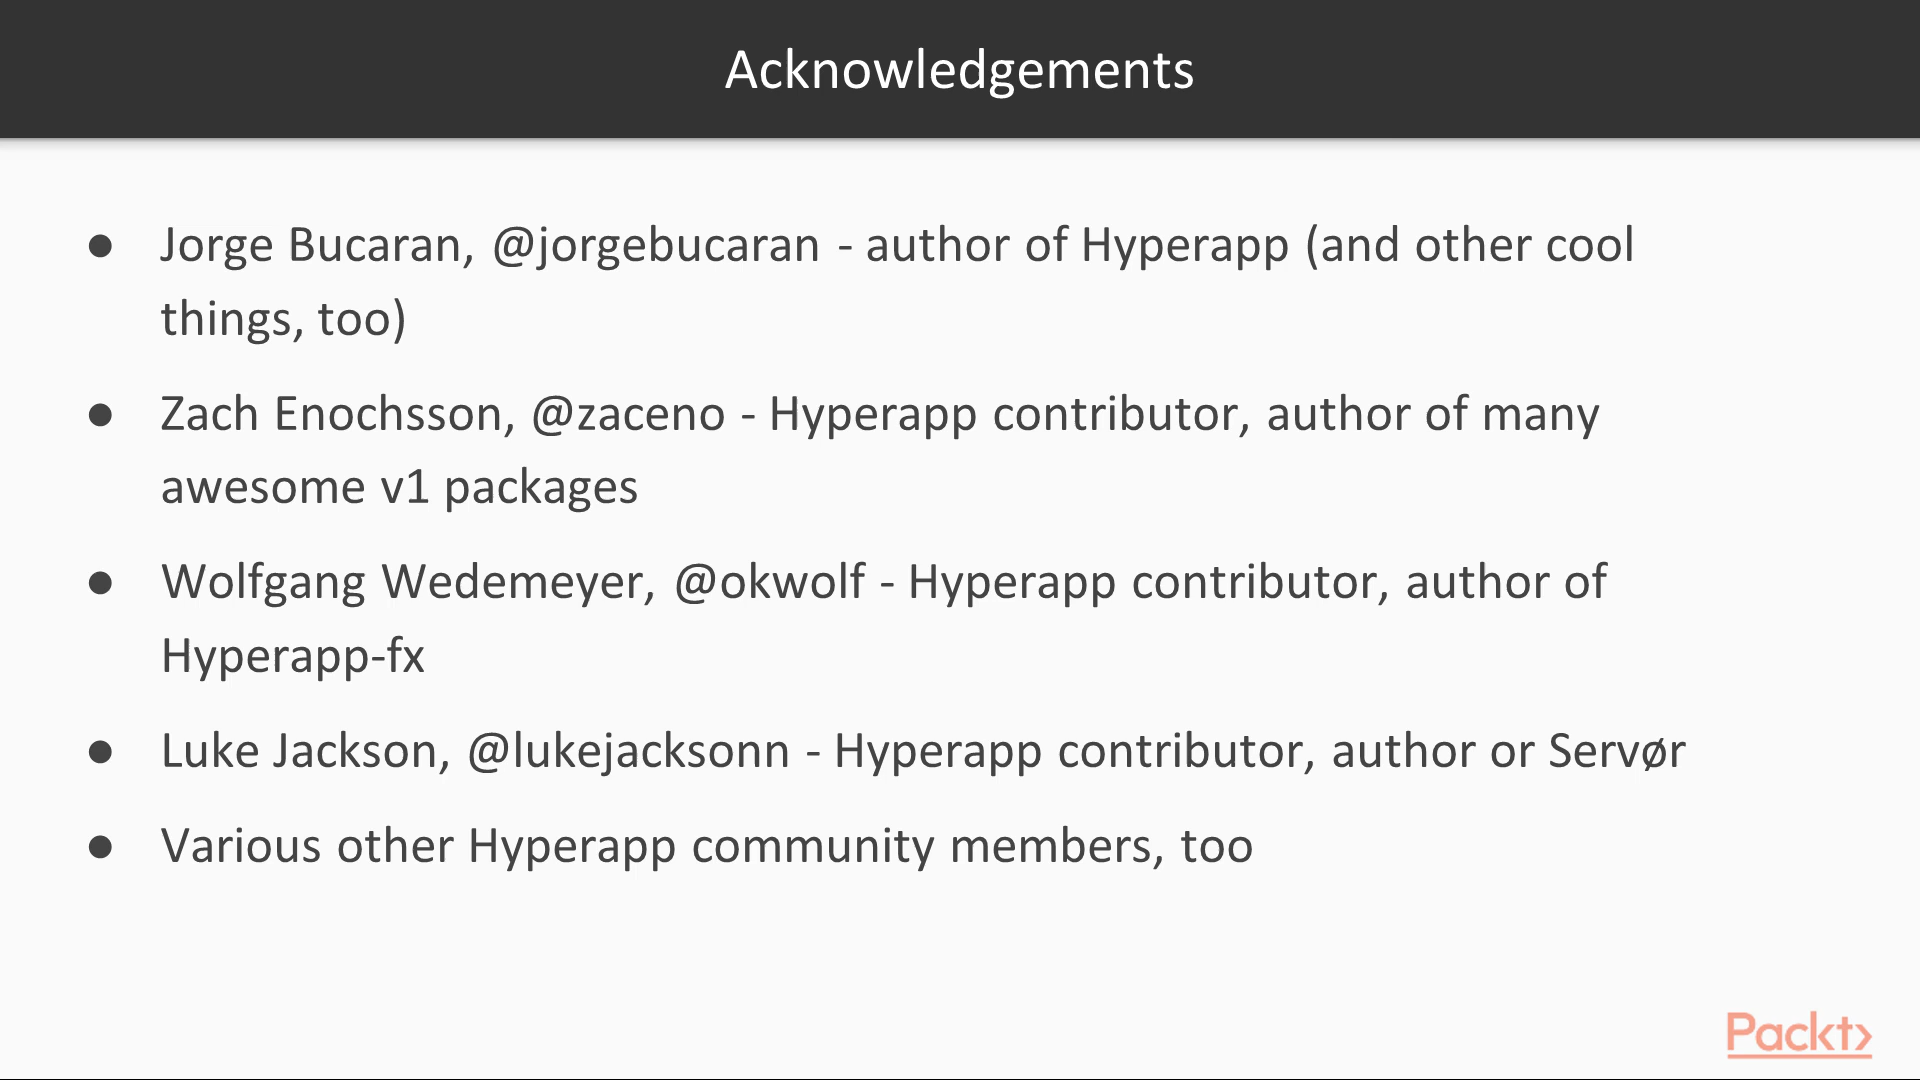 Acknowledgements
● Jorge Bucaran, @jorgebucaran - author of Hyperapp (and other cool
things, too)
● Zach Enochsson, @zaceno - Hyperapp contributor, author of many
awesome v1 packages
● Wolfgang Wedemeyer, @okwolf - Hyperapp contributor, author of
Hyperapp-fx
● Luke Jackson, @lukejacksonn - Hyperapp contributor, author or Servør
● Various other Hyperapp community members, too
Packt>